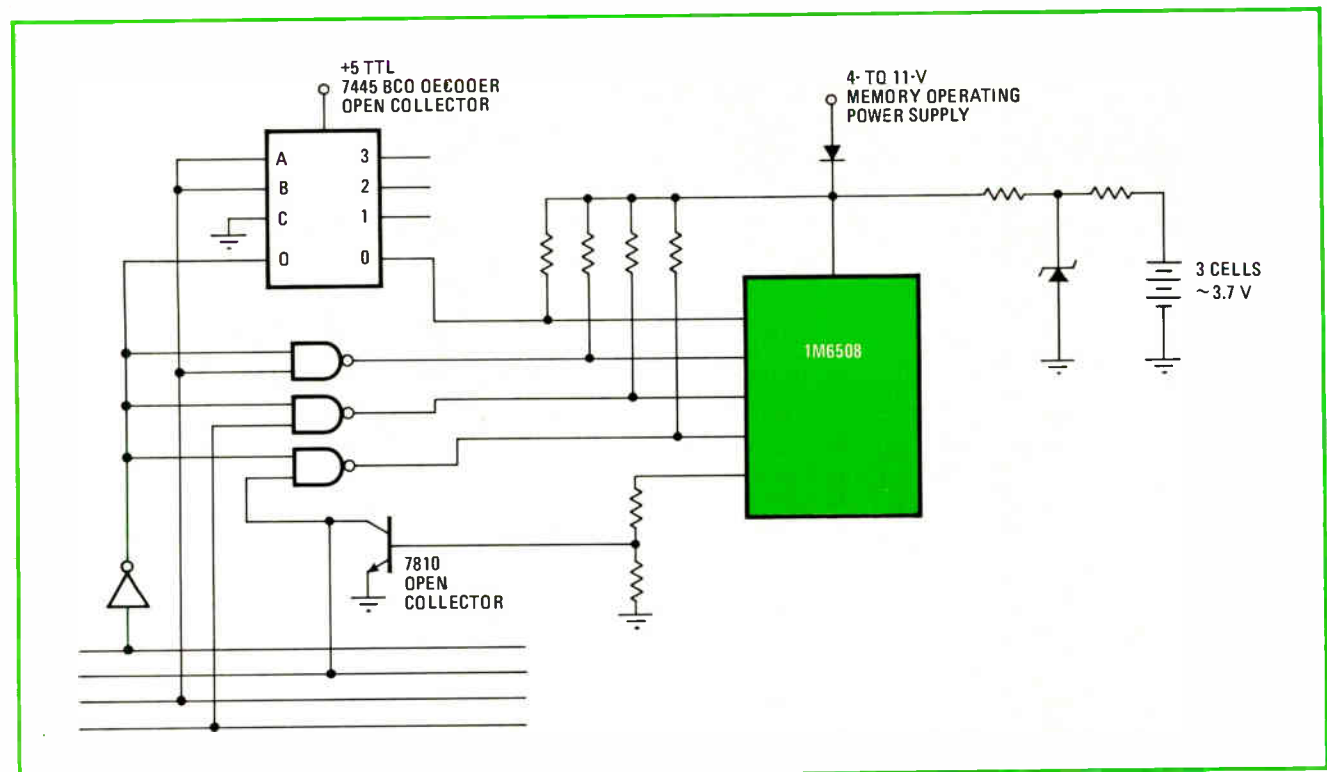 +5 TTL
7445 BCO OECOOER
OPEN COLLECTOR
4- TO 11-V
MEMORY OPERATING
POWER SUPPLY
A
3
B
2
C
1
O
0
3 CELLS
~3.7 V
1M6508
7810
OPEN
COLLECTOR